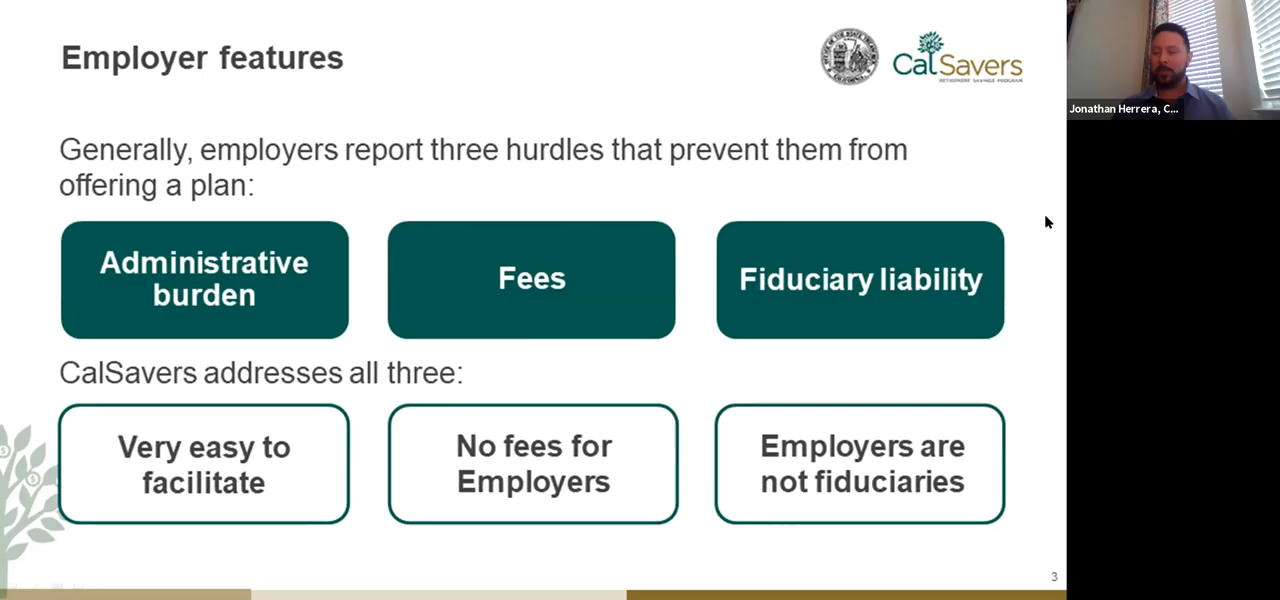 Employer features
CalSavers
RETIREMENT SAVINGS PROGRAM
Jonathan Herrera, C...
Generally, employers report three hurdles that prevent them from
offering a plan:
Administrative
burden
Fees
Fiduciary liability
CalSavers addresses all three:
Very easy to
facilitate
No fees for
Employers
Employers are
not fiduciaries
3